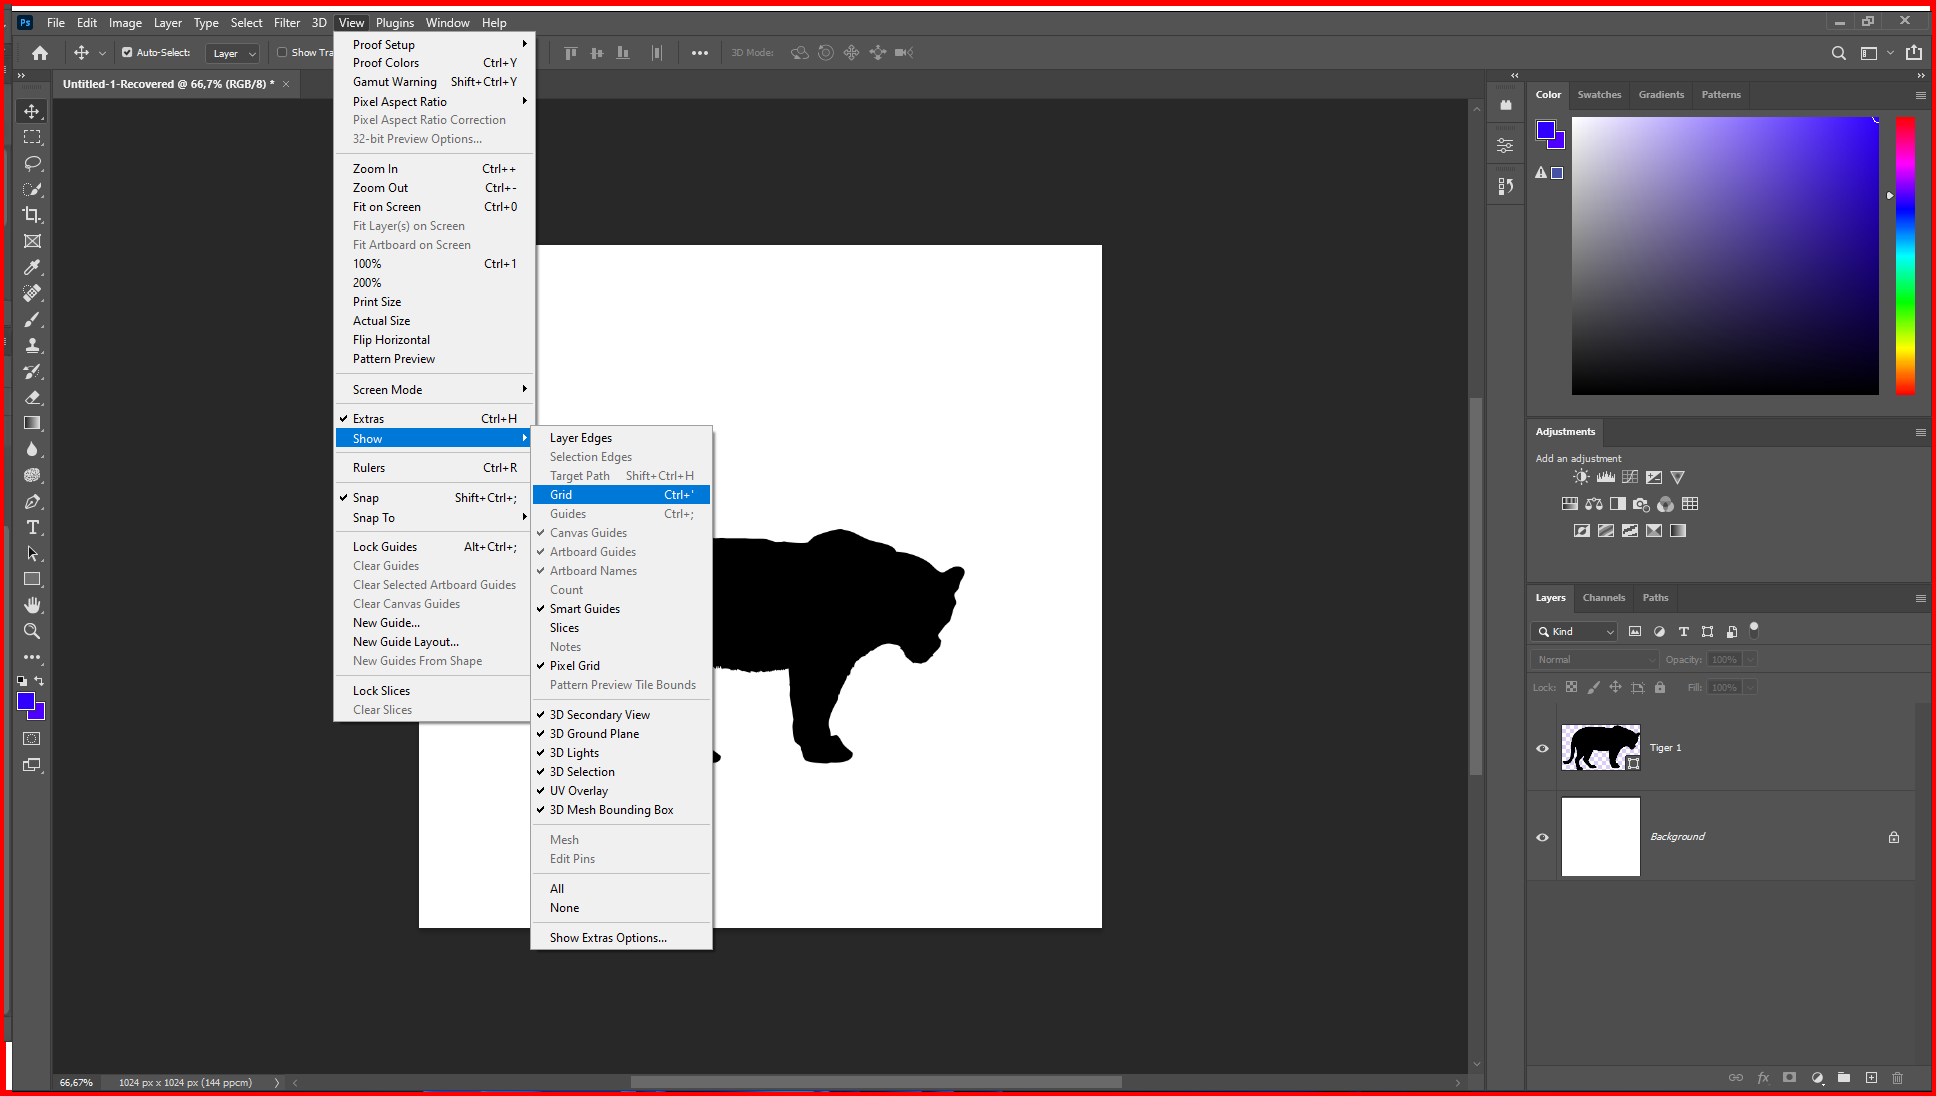 Ps File Edit Image Layer Type Select Filter 3D View Plugins Window Help
Auto-Select: Layer Show Tra 3D Mode:
Untitled-1-Recovered @ 66,7% (RGB/8) *
Proof Setup
Proof Colors Ctrl+Y
Gamut Warning Shift+Ctrl+Y
Pixel Aspect Ratio
Pixel Aspect Ratio Correction
32-bit Preview Options...
Zoom In Ctrl++
Zoom Out Ctrl+-
Fit on Screen Ctrl+0
Fit Layer(s) on Screen
Fit Artboard on Screen
100% Ctrl+1
200%
Print Size
Actual Size
Flip Horizontal
Pattern Preview
Screen Mode
Extras Ctrl+H
Show
Rulers Ctrl+R
Snap Shift+Ctrl+;
Snap To
Lock Guides Alt+Ctrl+;
Clear Guides
Clear Selected Artboard Guides
Clear Canvas Guides
New Guide...
New Guide Layout...
New Guides From Shape
Lock Slices
Clear Slices
Layer Edges
Selection Edges
Target Path Shift+Ctrl+H
Grid Ctrl+'
Guides Ctrl+;
Canvas Guides
Artboard Guides
Artboard Names
Count
Smart Guides
Slices
Notes
Pixel Grid
Pattern Preview Tile Bounds
3D Secondary View
3D Ground Plane
3D Lights
3D Selection
UV Overlay
3D Mesh Bounding Box
Mesh
Edit Pins
All
None
Show Extras Options...
Color Swatches Gradients Patterns
Adjustments
Add an adjustment
Layers Channels Paths
Kind
Normal Opacity: 100%
Lock: Fill: 100%
Tiger 1
Background
fx
66,67% 1024 px x 1024 px (144 ppcm)